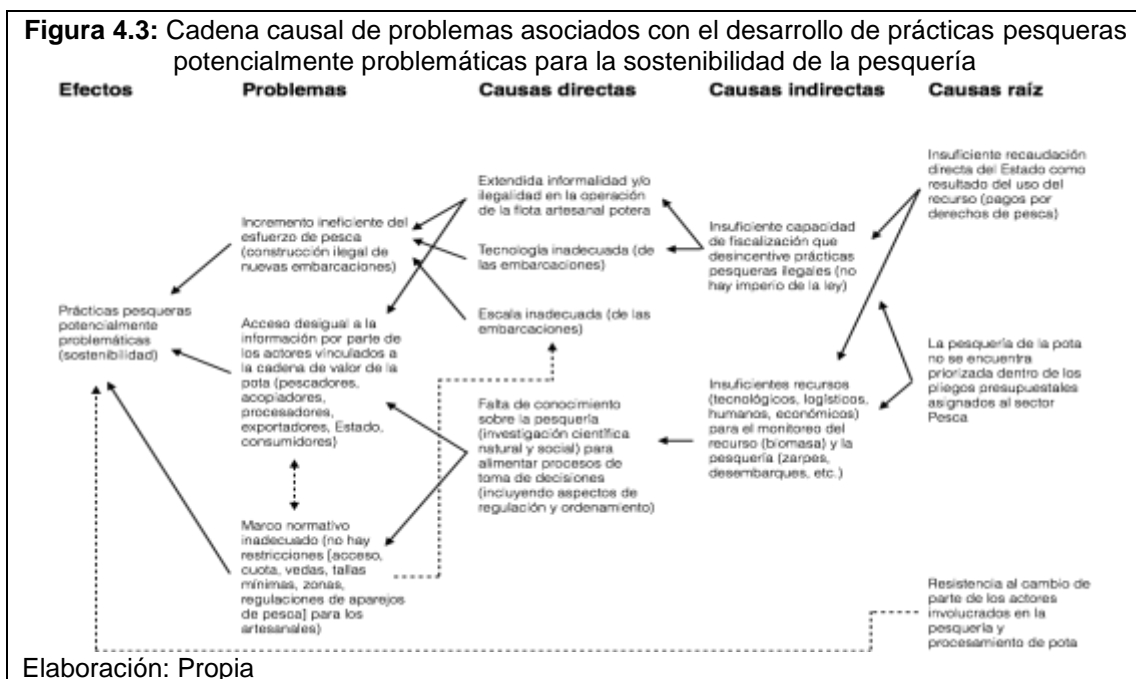 Figura 4.3: Cadena causal de problemas asociados con el desarrollo de prácticas pesqueras
potencialmente problemáticas para la sostenibilidad de la pesquería
Efectos
Problemas
Causas directas
Causas indirectas
Causas raíz
Prácticas pesqueras
potencialmente
problemáticas
(sostenibilidad)
Incremento ineficiente del
esfuerzo de pesca
(construcción ilegal de
nuevas embarcaciones)
Acceso desigual a la
información por parte de
los actores vinculados a
la cadena de valor de la
pota (pescadores,
acopiadores,
procesadores,
exportadores, Estado,
consumidores)
Marco normativo
inadecuado (no hay
restricciones [acceso,
cuota, vedas, tallas
mínimas, zonas,
regulaciones de aparejos
de pesca] para los
artesanales)
Extendida informalidad y/o
ilegalidad en la operación
de la flota artesanal potera
Tecnología inadecuada (de
las embarcaciones)
Escala inadecuada (de las
embarcaciones)
Falta de conocimiento
sobre la pesquería
(investigación científica
natural y social) para
alimentar procesos de
toma de decisiones
(incluyendo aspectos de
regulación y ordenamiento)
Insuficiente capacidad
de fiscalización que
desincentive prácticas
pesqueras ilegales (no
hay imperio de la ley)
Insuficientes recursos
(tecnológicos, logísticos,
humanos, económicos)
para el monitoreo del
recurso (biomasa) y la
pesquería (zarpes,
desembarques, etc.)
Insuficiente recaudación
directa del Estado como
resultado del uso del
recurso (pagos por
derechos de pesca)
La pesquería de la pota
no se encuentra
priorizada dentro de los
pliegos presupuestales
asignados al sector
Pesca
Resistencia al cambio de
parte de los actores
involucrados en la
pesquería y
procesamiento de pota
Elaboración: Propia